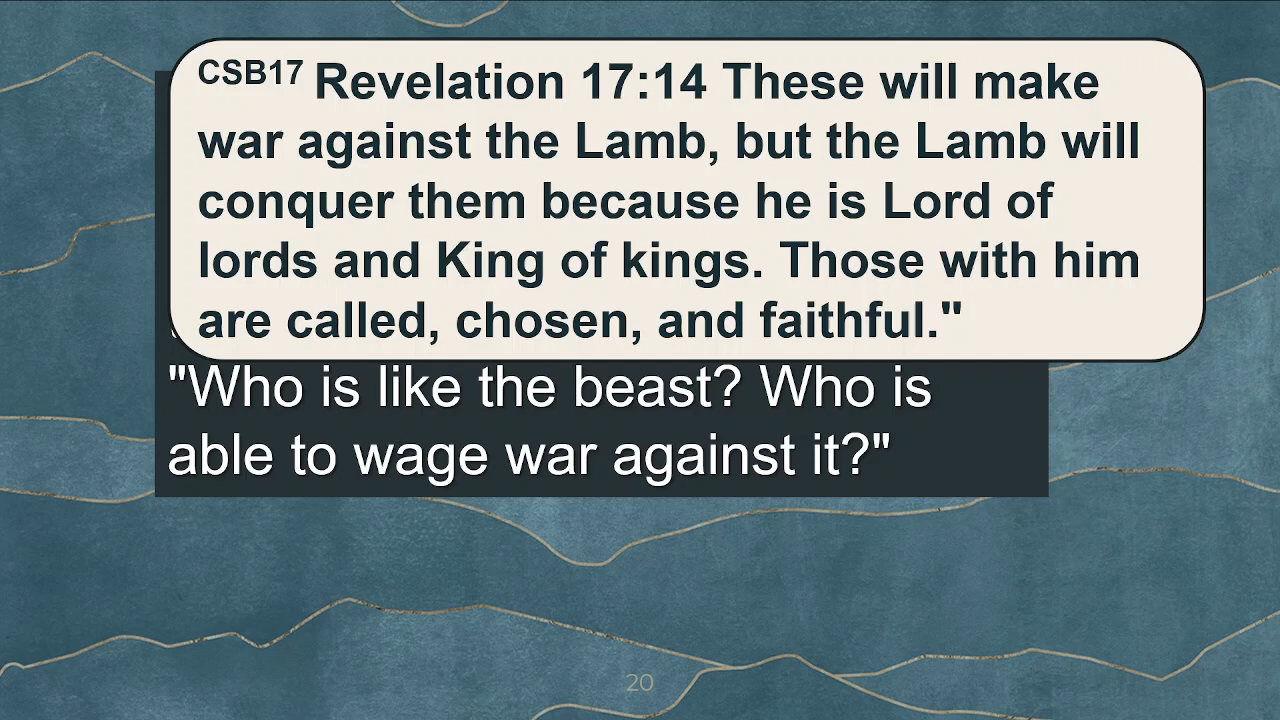 CSB17 Revelation 17:14 These will make
war against the Lamb, but the Lamb will
conquer them because he is Lord of
lords and King of kings. Those with him
are called, chosen, and faithful."
"Who is like the beast? Who is
able to wage war against it?"
20